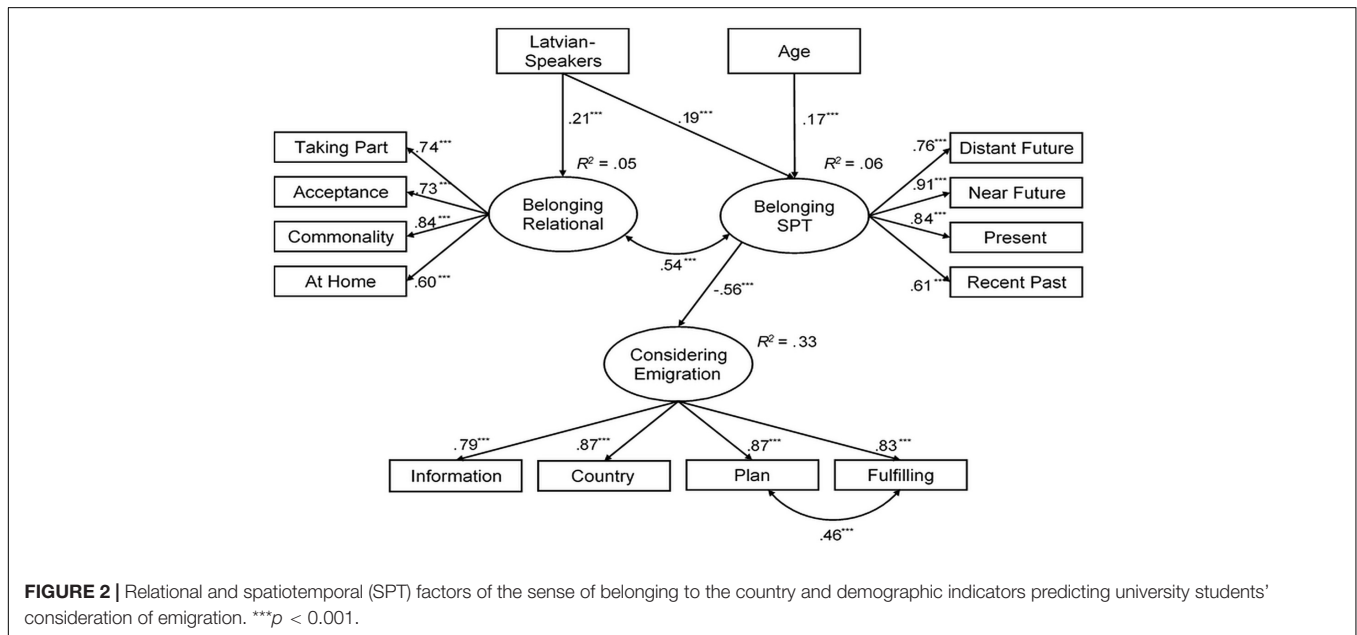 Latvian-
Speakers
Age
.21***
.19***
.17***
Taking Part
Acceptance
Commonality
At Home
.74***
.73***
.84***
.60***
R² = .05
Belonging
Relational
R² = .06
Belonging
SPT
.76***
.91***
.84***
.61***
Distant Future
Near Future
Present
Recent Past
.54***
-.56***
R² = .33
Considering
Emigration
.79***
.87***
.87***
.83***
Information
Country
Plan
Fulfilling
.46***
FIGURE 2 | Relational and spatiotemporal (SPT) factors of the sense of belonging to the country and demographic indicators predicting university students’
consideration of emigration. ***p < 0.001.